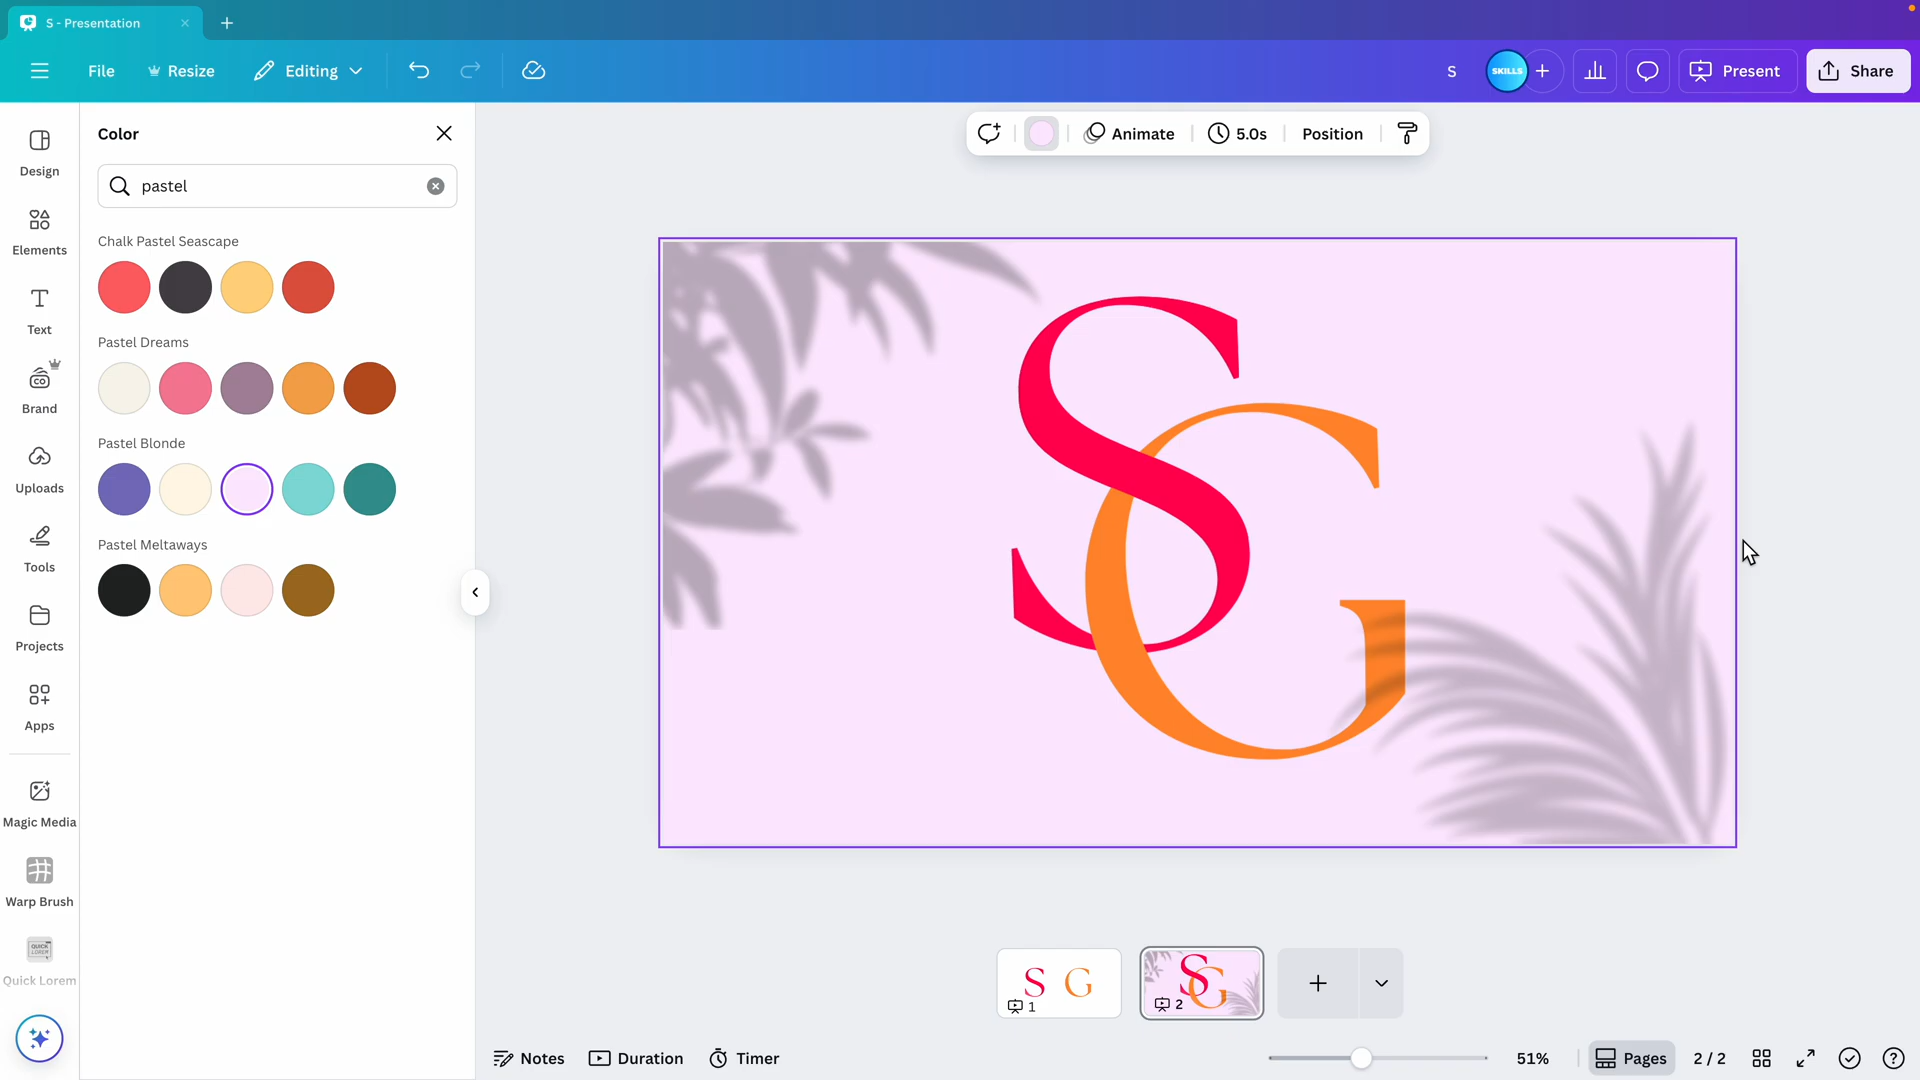 S - Presentation
File
Resize
Editing
S
SKILLS
Present
Share
Design
Elements
Text
Brand
CO
Uploads
Tools
Projects
Apps
Magic Media
Warp Brush
QUICK
LOREM
Quick Lorem
Color
pastel
Chalk Pastel Seascape
Pastel Dreams
Pastel Blonde
Pastel Meltaways
Animate
5.0s
Position
S
G
S G
1
S
G
2
Notes
Duration
Timer
51%
Pages
2 / 2